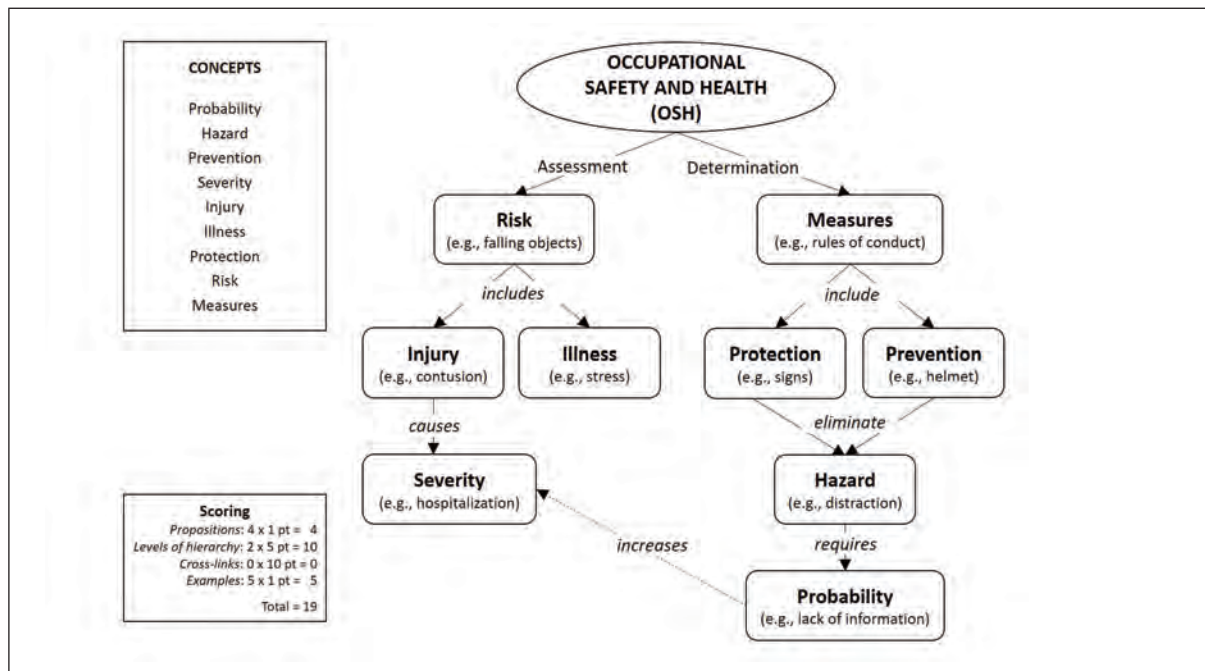 CONCEPTS
Probability
Hazard
Prevention
Severity
Injury
Illness
Protection
Risk
Measures
OCCUPATIONAL
SAFETY AND HEALTH
(OSH)
Assessment
Determination
Risk
(e.g., falling objects)
Measures
(e.g., rules of conduct)
includes
include
Injury
(e.g., contusion)
Illness
(e.g., stress)
Protection
(e.g., signs)
Prevention
(e.g., helmet)
causes
eliminate
Severity
(e.g., hospitalization)
Hazard
(e.g., distraction)
increases
requires
Probability
(e.g., lack of information)
Scoring
Propositions: 4 x 1 pt = 4
Levels of hierarchy: 2 x 5 pt = 10
Cross-links: 0 x 10 pt = 0
Examples: 5 x 1 pt = 5
Total = 19